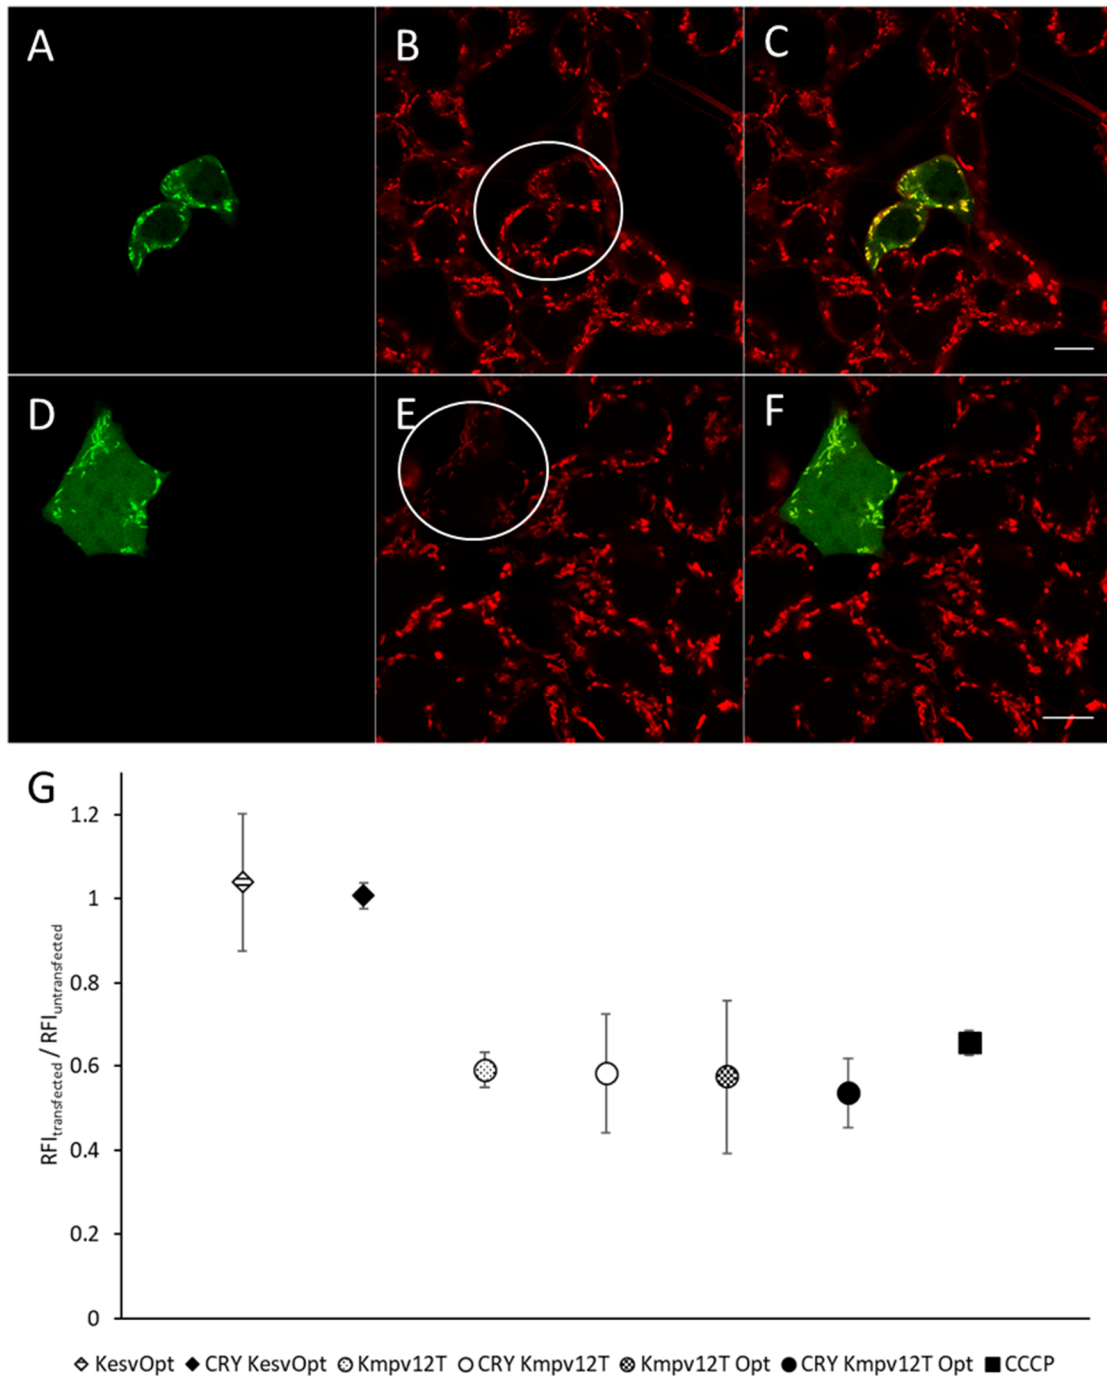 A B C
D E F
G
1.2
1
0.8
0.6
0.4
0.2
0
RFItransfected / RFIuntransfected
KesvOpt CRY KesvOpt Kmpv12T CRY Kmpv12T Kmpv12T Opt CRY Kmpv12T Opt CCCP